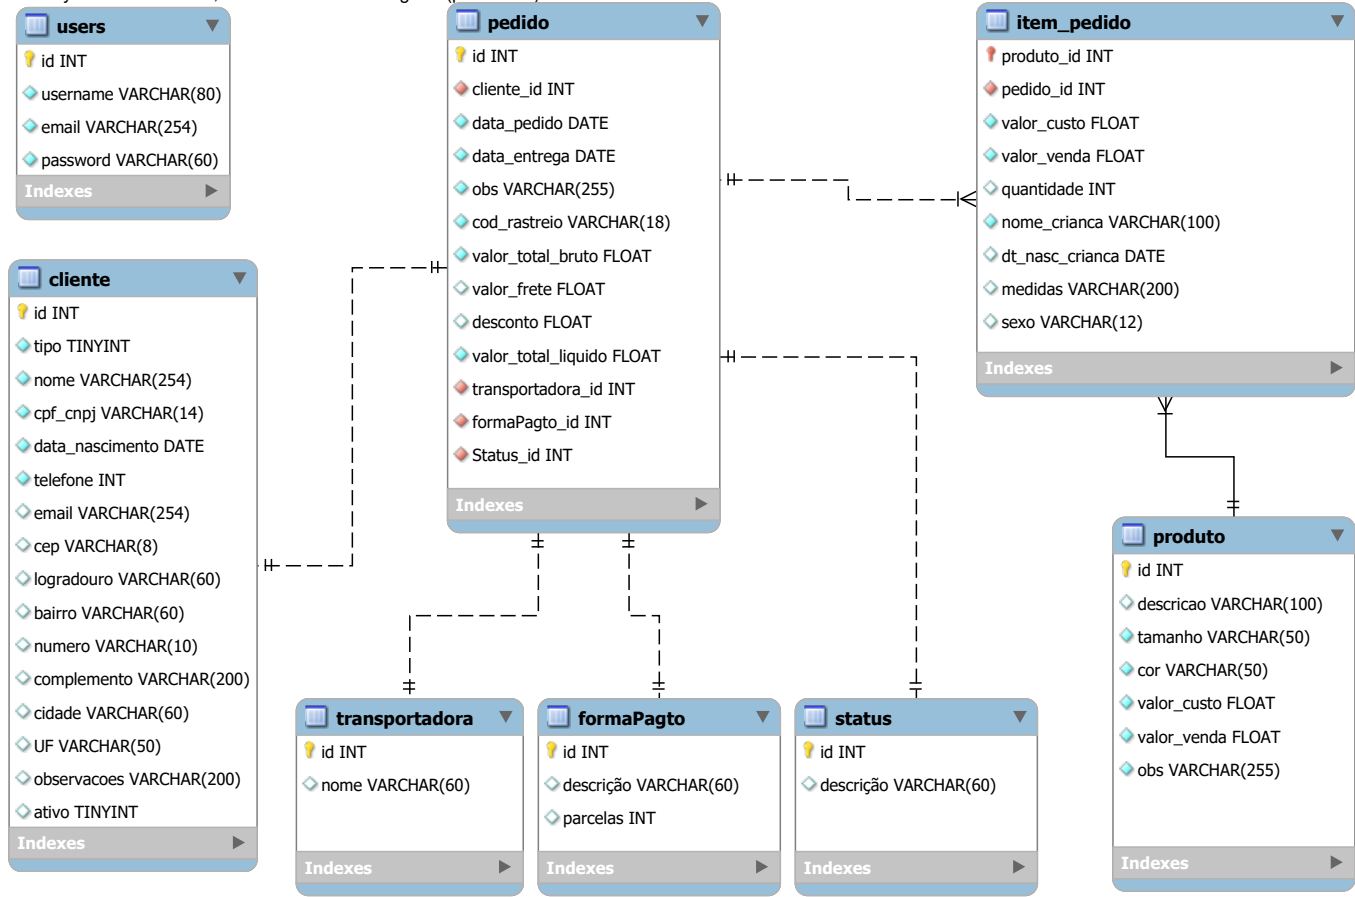 users
id INT
username VARCHAR(80)
email VARCHAR(254)
password VARCHAR(60)
Indexes
cliente
id INT
tipo TINYINT
nome VARCHAR(254)
cpf_cnpj VARCHAR(14)
data_nascimento DATE
telefone INT
email VARCHAR(254)
cep VARCHAR(8)
logradouro VARCHAR(60)
bairro VARCHAR(60)
numero VARCHAR(10)
complemento VARCHAR(200)
cidade VARCHAR(60)
UF VARCHAR(50)
observacoes VARCHAR(200)
ativo TINYINT
Indexes
pedido
id INT
cliente_id INT
data_pedido DATE
data_entrega DATE
obs VARCHAR(255)
cod_rastreio VARCHAR(18)
valor_total_bruto FLOAT
valor_frete FLOAT
desconto FLOAT
valor_total_liquido FLOAT
transportadora_id INT
formaPagto_id INT
Status_id INT
Indexes
item_pedido
produto_id INT
pedido_id INT
valor_custo FLOAT
valor_venda FLOAT
quantidade INT
nome_crianca VARCHAR(100)
dt_nasc_crianca DATE
medidas VARCHAR(200)
sexo VARCHAR(12)
Indexes
transportadora
id INT
nome VARCHAR(60)
Indexes
formaPagto
id INT
descrição VARCHAR(60)
parcelas INT
Indexes
status
id INT
descrição VARCHAR(60)
Indexes
produto
id INT
descricao VARCHAR(100)
tamanho VARCHAR(50)
cor VARCHAR(50)
valor_custo FLOAT
valor_venda FLOAT
obs VARCHAR(255)
Indexes